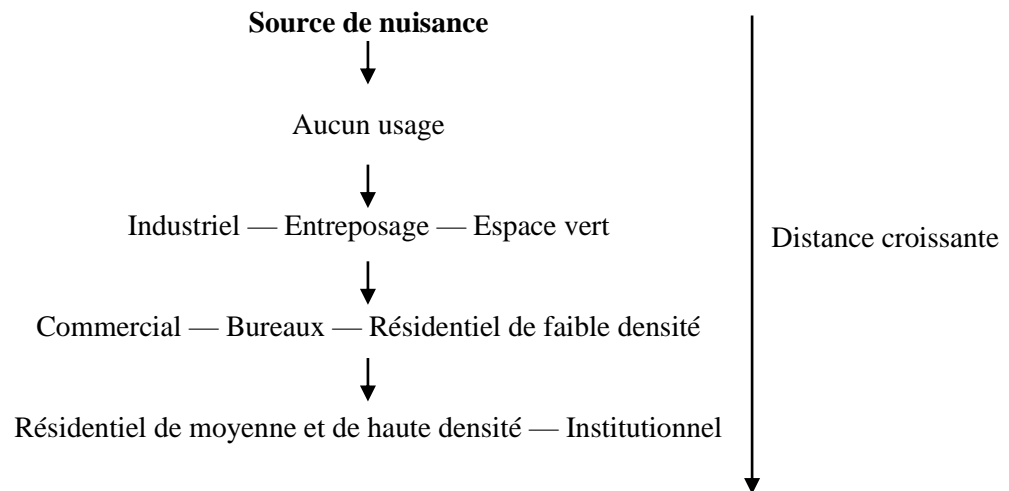 Source de nuisance
Aucun usage
Industriel — Entreposage — Espace vert
Distance croissante
Commercial — Bureaux — Résidentiel de faible densité
Résidentiel de moyenne et de haute densité — Institutionnel